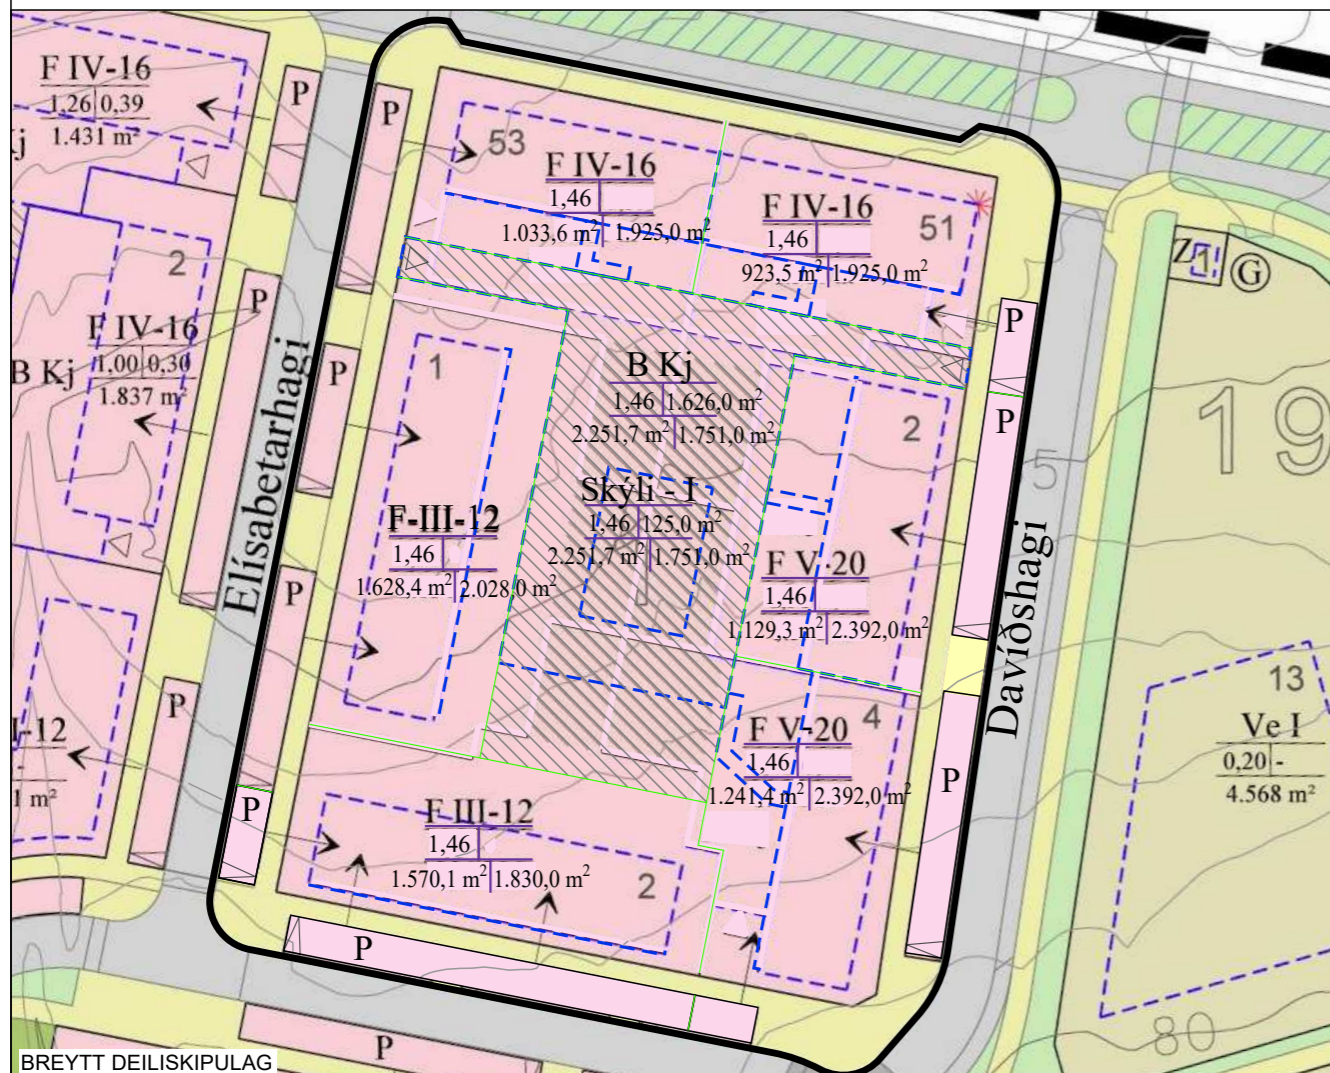 F IV-16
1,26 0,39
1.431 m²
Kj
P
P
53
F IV-16
1,46
1.033,6 m² 1.925,0 m²
F IV-16
1,46
923,5 m² 1.925,0 m²
51
Z 1
G
2
P
F IV-16
1,00 0,30
1.837 m²
B Kj
Elísabetarhagi
P
1
B Kj
1,46 1.626,0 m²
2.251,7 m² 1.751,0 m²
P
P
2
19
5
Skýli - I
1,46 125,0 m²
2.251,7 m² 1.751,0 m²
F-III-12
1,46
1.628,4 m² 2.028,0 m²
F V-20
1,46
1.129,3 m² 2.392,0 m²
Davíðshagi
P
P
13
Ve I
0,20 -
4.568 m²
I-12
-
1 m²
4
F V-20
1,46
1.241,4 m² 2.392,0 m²
P
P
F III-12
1,46
1.570,1 m² 1.830,0 m²
2
P
P
80
BREYTT DEILISKIPULAG